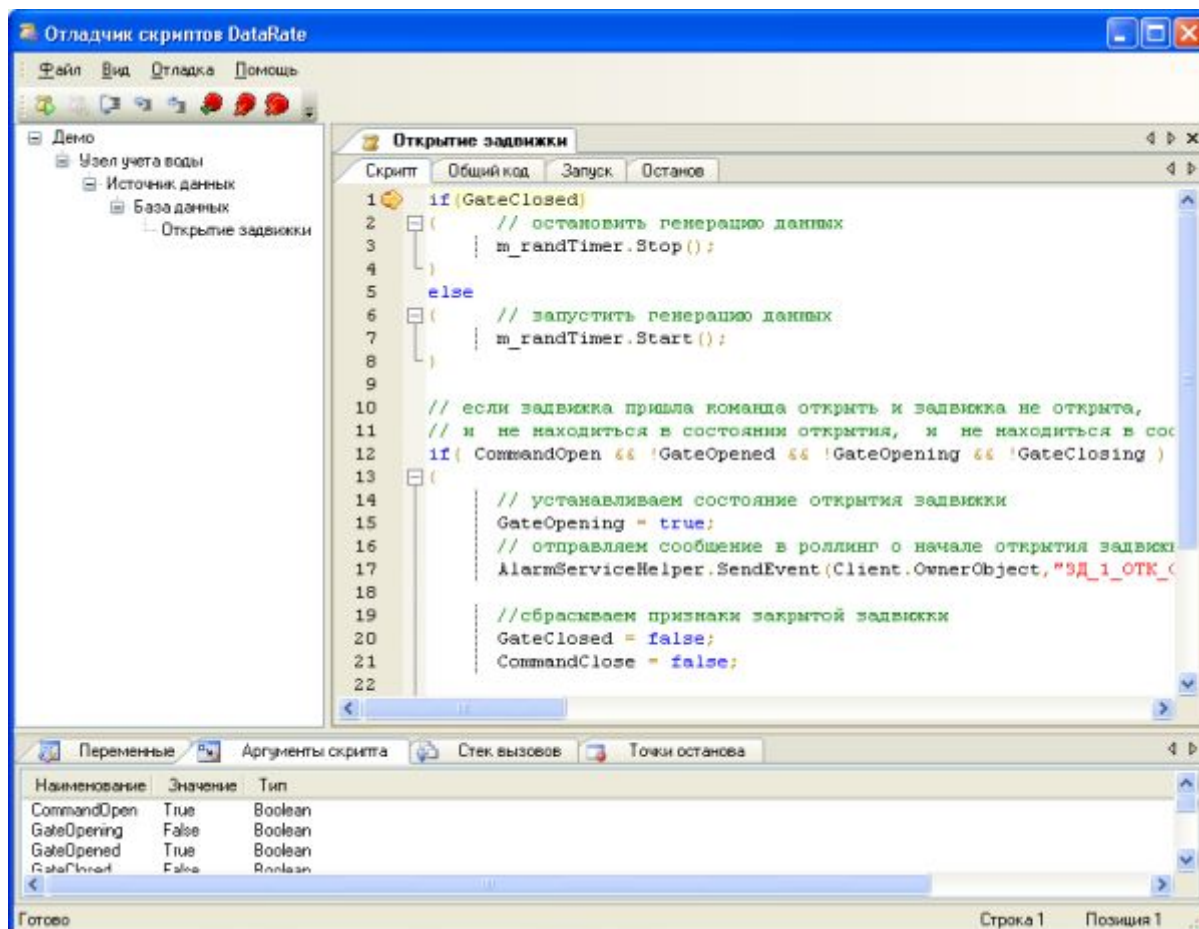 Отладчик скриптов DataRate
Файл Вид Отладка Помощь
Демо
Узел учета воды
Источник данных
База данных
Открытие задвижки
Открытие задвижки
Скрипт Общий код Запуск Останов
1 if(GateClosed)
2 { // остановить генерацию данных
3 m_randTimer.Stop();
4 }
5 else
6 { // запустить генерацию данных
7 m_randTimer.Start();
8 }
9
10 // если задвижка пришла команда открыть и задвижка не открыта,
11 // и не находиться в состоянии открытия, и не находиться в сос
12 if( CommandOpen && !GateOpened && !GateOpening && !GateClosing )
13 {
14 // устанавливаем состояние открытия задвижки
15 GateOpening = true;
16 // отправляем сообщение в роллинг о начале открытия задвижк
17 AlarmServiceHelper.SendEvent(Client.OwnerObject,"ЗД_1_ОТК_
18
19 //сбрасываем признаки закрытой задвижки
20 GateClosed = false;
21 CommandClose = false;
22
Переменные Аргументы скрипта Стек вызовов Точки останова
Наименование Значение Тип
CommandOpen True Boolean
GateOpening False Boolean
GateOpened True Boolean
GateClosed False Boolean
Готово Строка 1 Позиция 1